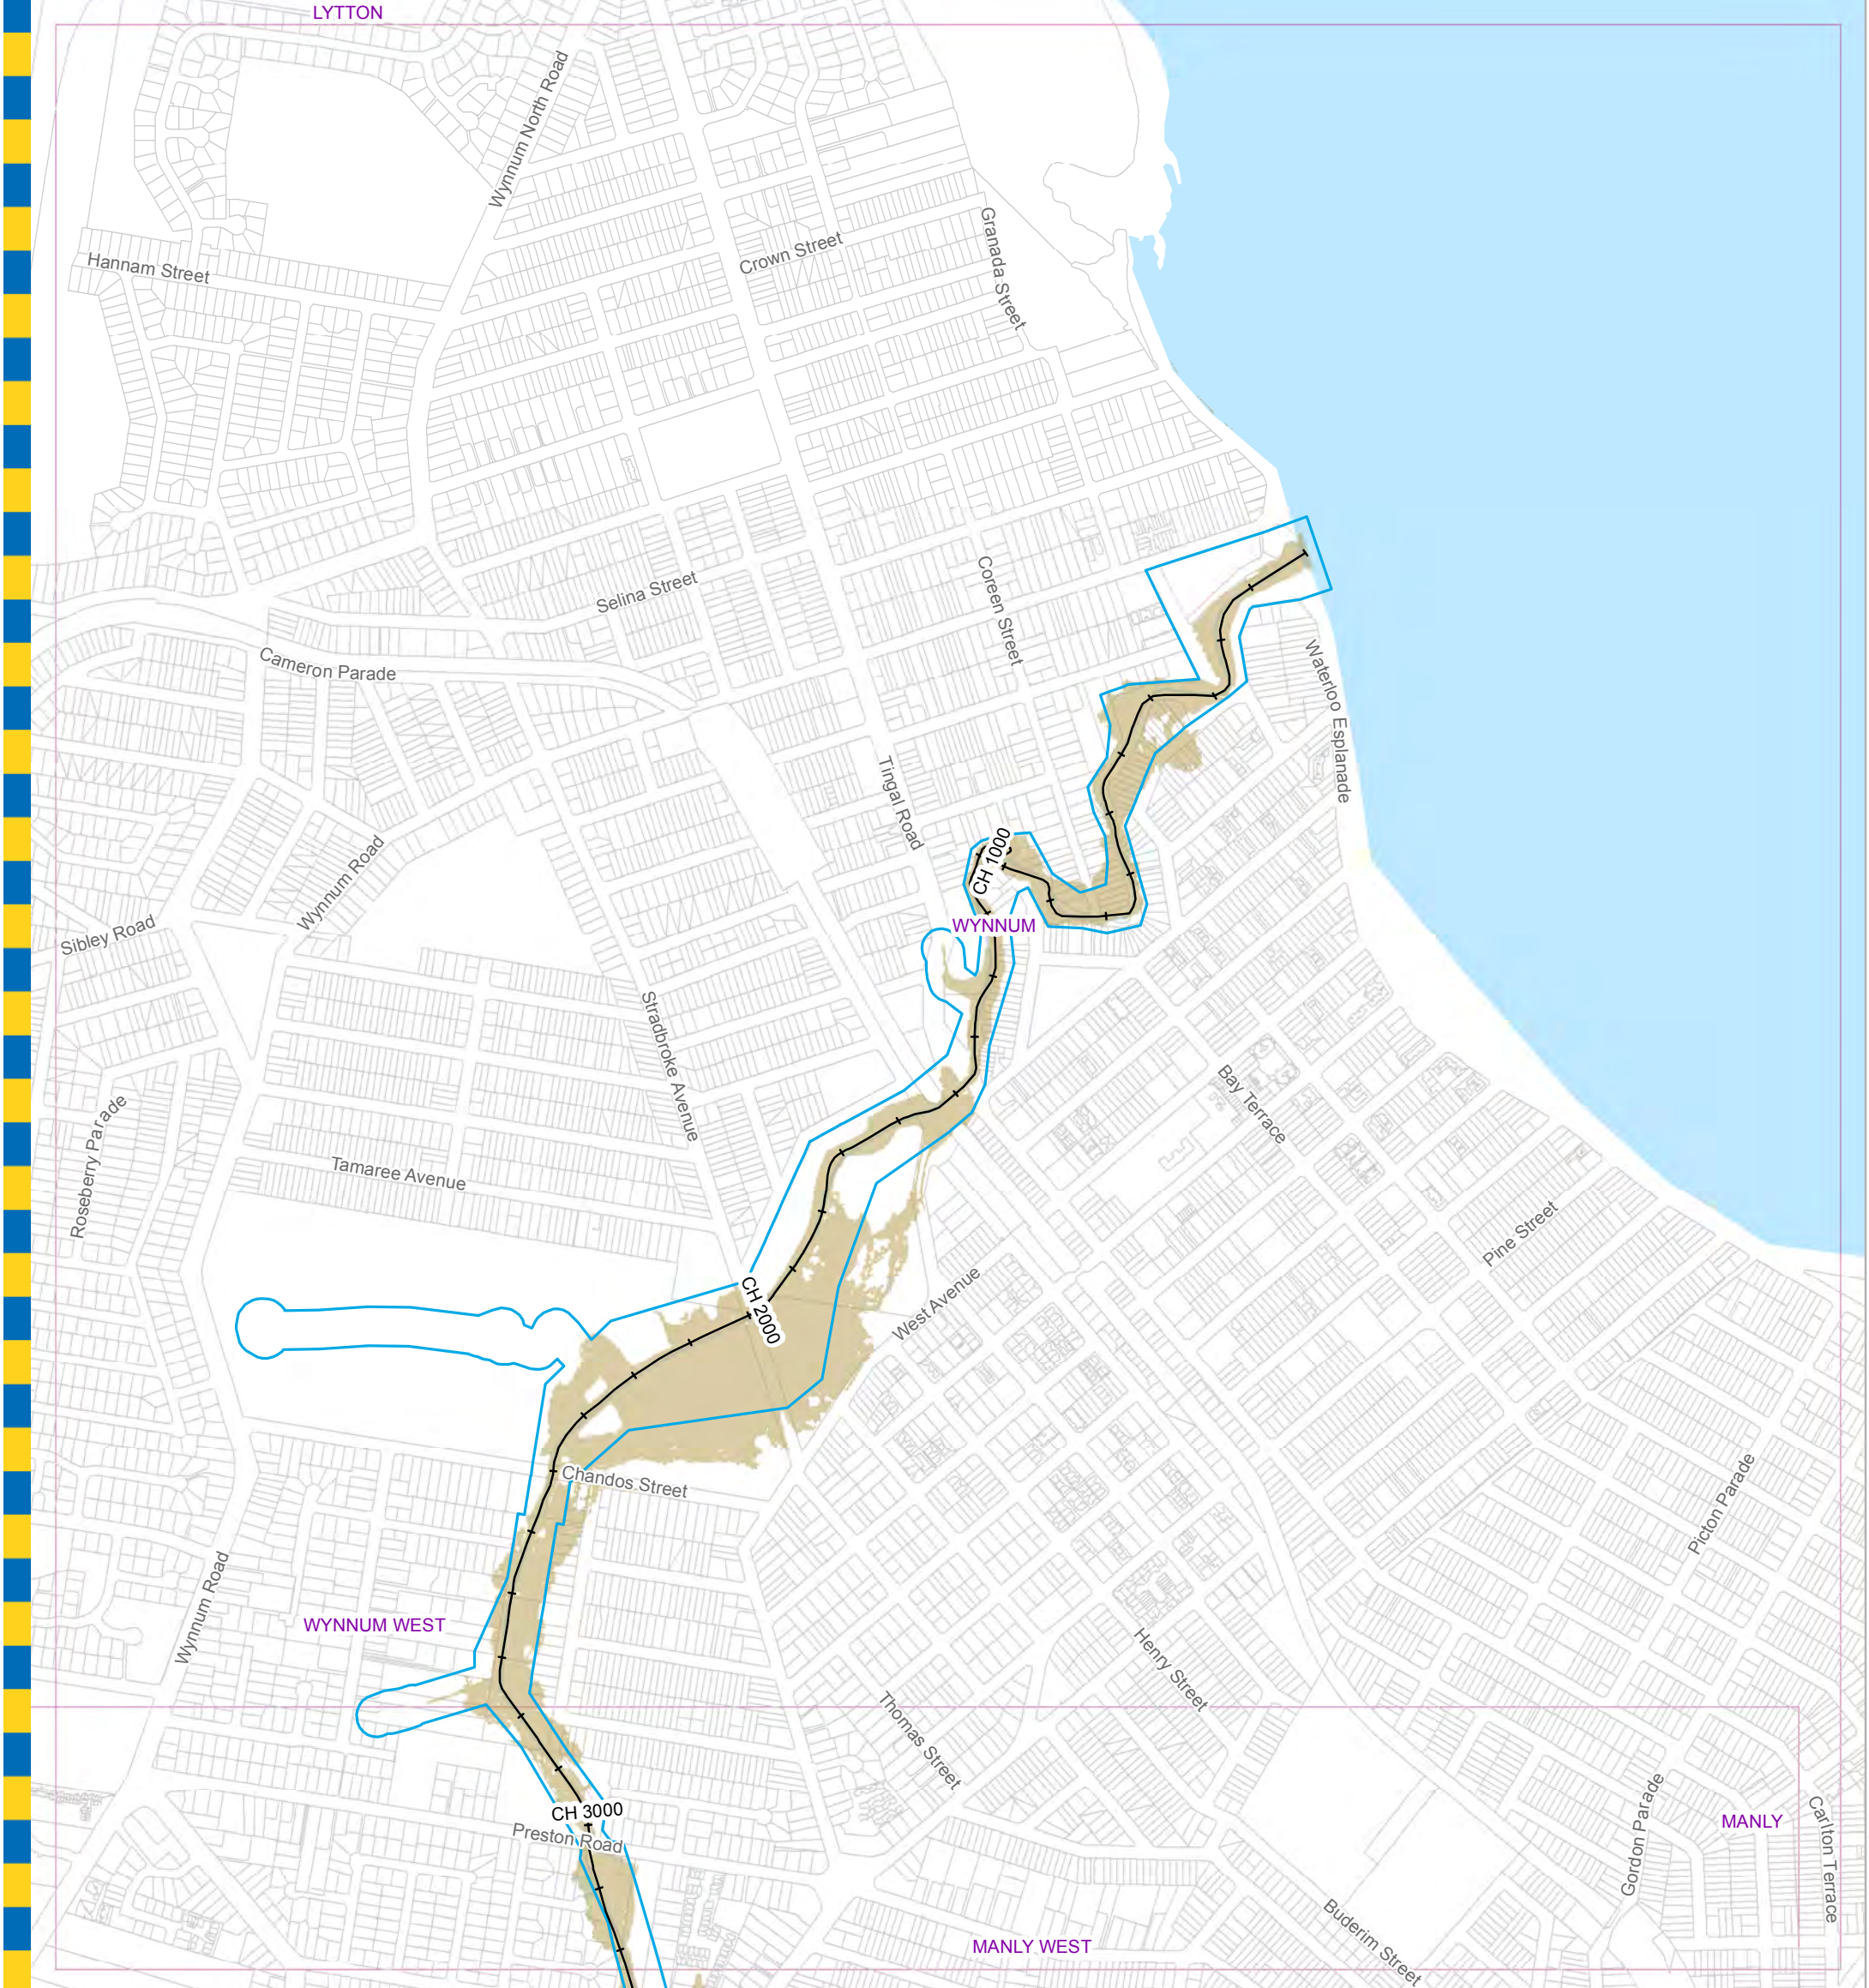 LYTTON
Wynnum North Road
Hannam Street
Crown Street
Granada Street
Selina Street
Coreen Street
Cameron Parade
Waterloo Esplanade
Tingal Road
Wynnum Road
CH 1000
Sibley Road
WYNNUM
Stradbroke Avenue
Bay Terrace
Roseberry Parade
Tamaree Avenue
Pine Street
West Avenue
CH 2000
Chandos Street
Picton Parade
Wynnum Road
WYNNUM WEST
Henry Street
Thomas Street
CH 3000
Preston Road
Gordon Parade
MANLY
Carlton Terrace
MANLY WEST
Buderim Street